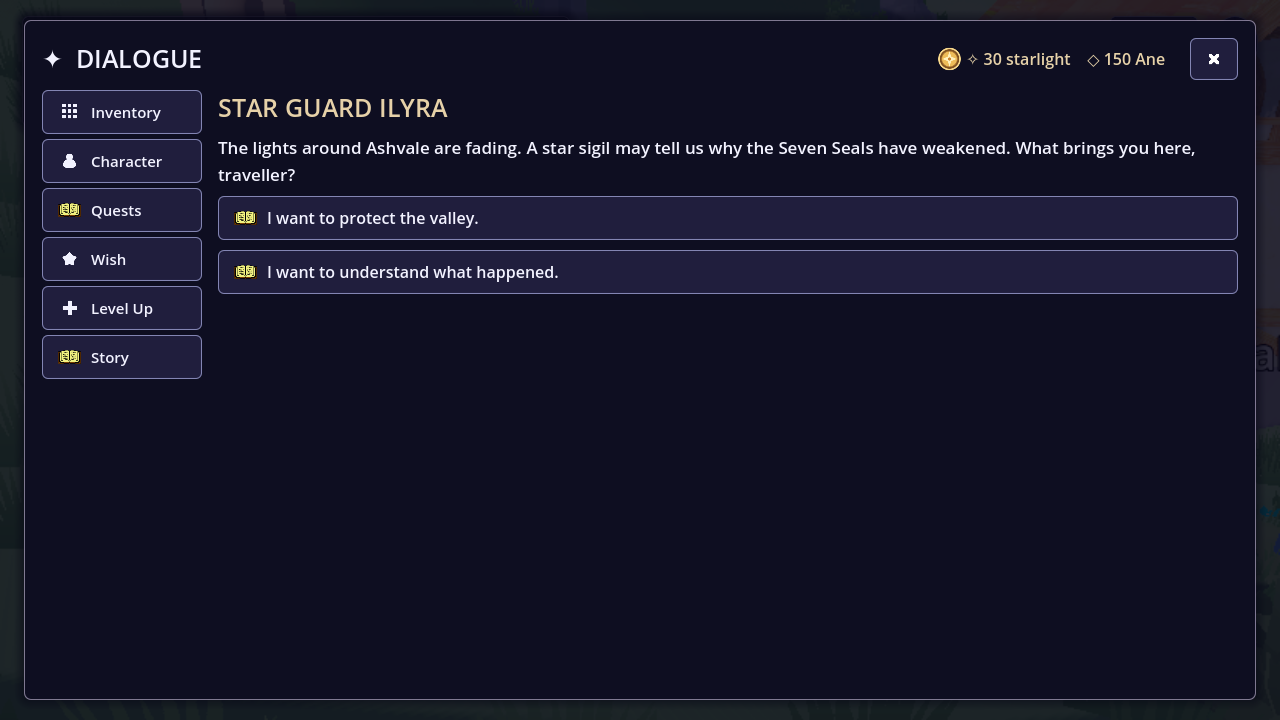 DIALOGUE
30 starlight
150 Ane
Inventory
Character
Quests
Wish
Level Up
Story
STAR GUARD ILYRA
The lights around Ashvale are fading. A star sigil may tell us why the Seven Seals have weakened. What brings you here,
traveller?
I want to protect the valley.
I want to understand what happened.